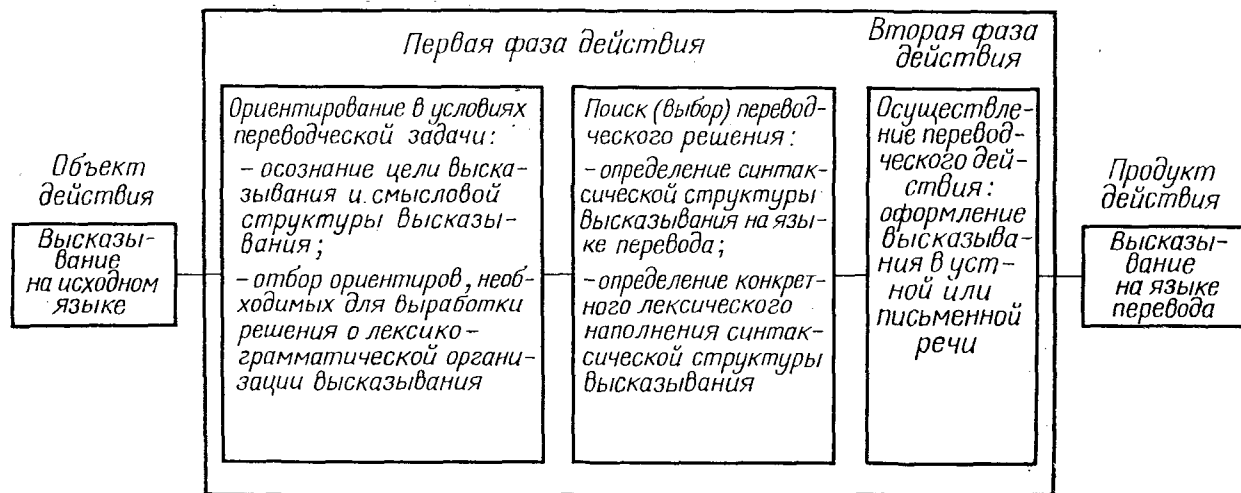 Первая фаза действия
Вторая фаза
действия
Объект
действия
Высказы-
вание
на исходном
языке
Ориентирование в условиях
переводческой задачи:
– осознание цели выска-
зывания и смысловой
структуры высказы-
вания;
– отбор ориентиров, необ-
ходимых для выработки
решения о лексико-
грамматической органи-
зации высказывания
Поиск (выбор) перевод-
ческого решения:
– определение синтак-
сической структуры
высказывания на язы-
ке перевода;
– определение конкрет-
ного лексического
наполнения синтак-
сической структуры
высказывания
Осуществле-
ние перевод-
ческого дей-
ствия:
оформление
высказыва-
ния в уст-
ной или
письменной
речи
Продукт
действия
Высказы-
вание
на языке
перевода